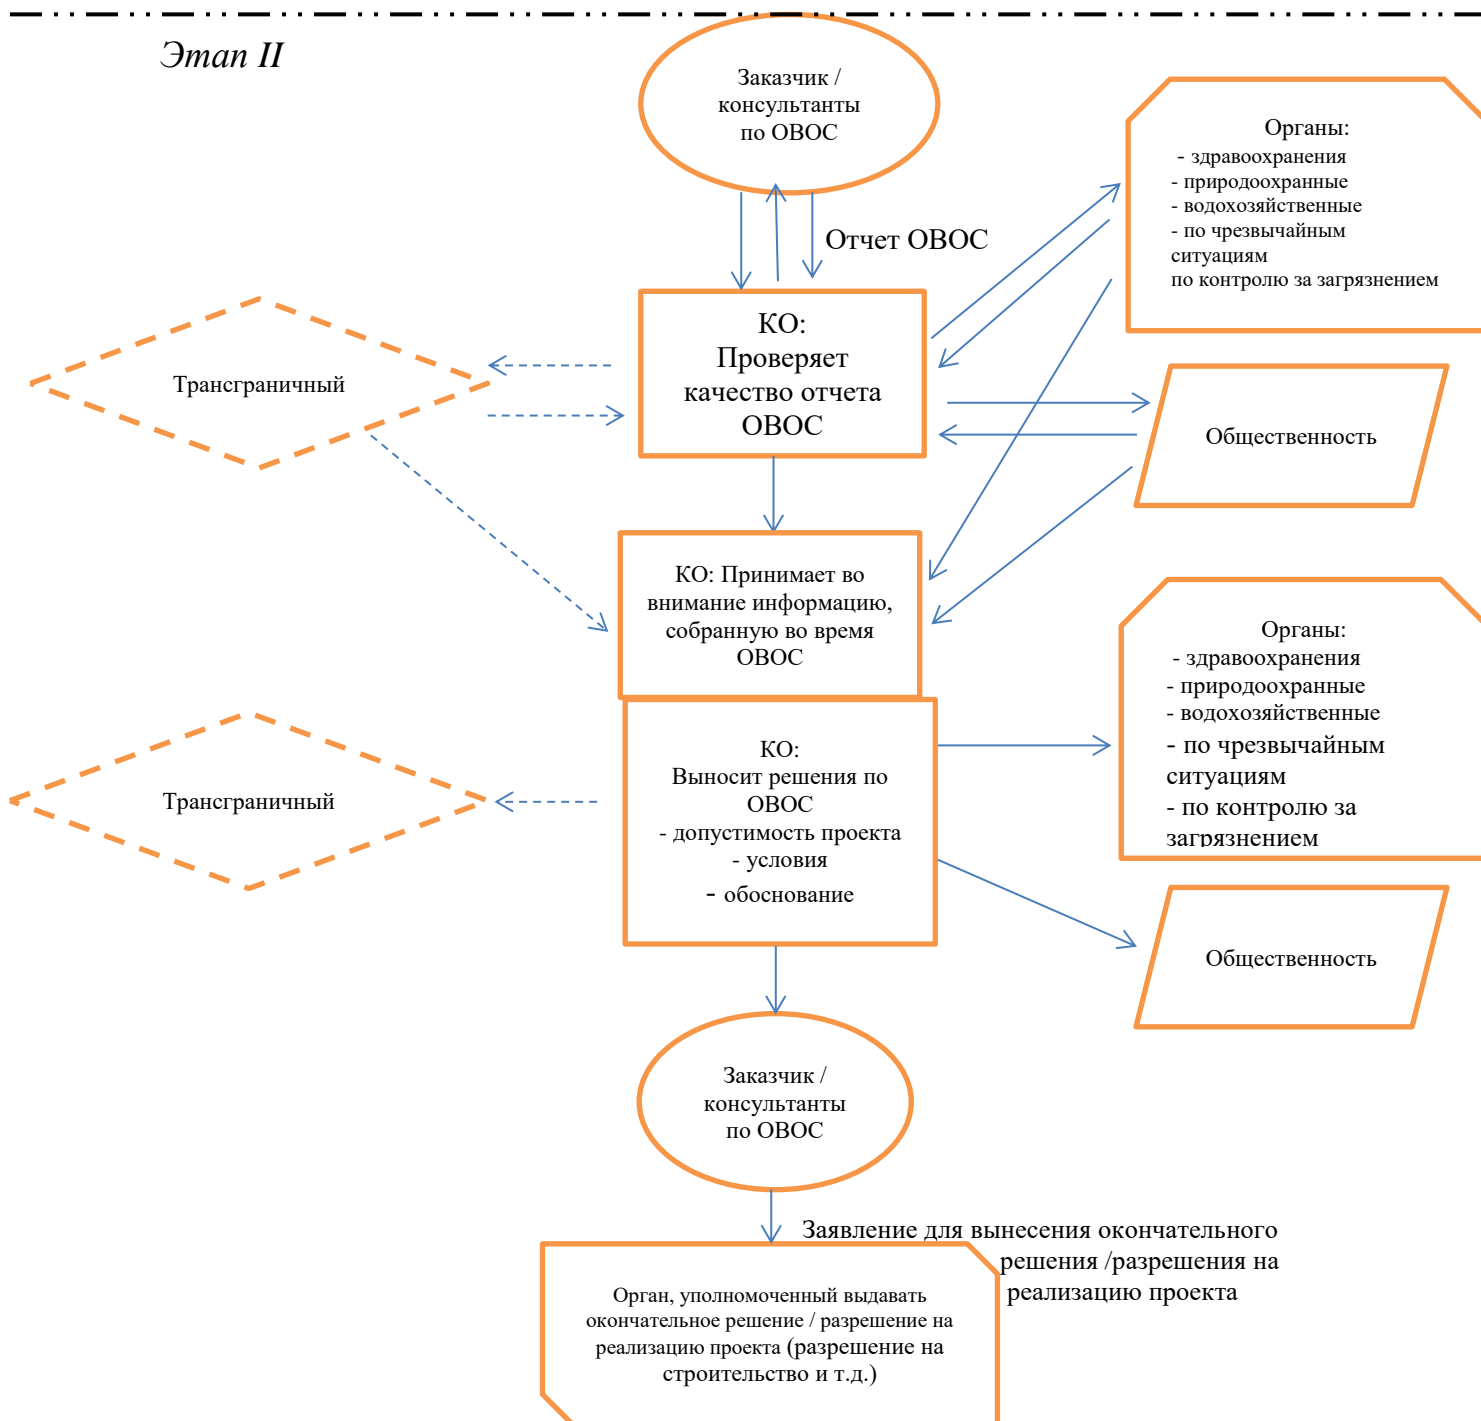 Этап II
Заказчик /
консультанты
по ОВОС
Органы:
- здравоохранения
- природоохранные
- водохозяйственные
- по чрезвычайным
ситуациям
по контролю за загрязнением
Отчет ОВОС
КО:
Проверяет
качество отчета
ОВОС
Трансграничный
Общественность
КО: Принимает во
внимание информацию,
собранную во время
ОВОС
Органы:
- здравоохранения
- природоохранные
- водохозяйственные
- по чрезвычайным
ситуациям
- по контролю за
загрязнением
КО:
Выносит решения по
ОВОС
- допустимость проекта
- условия
- обоснование
Трансграничный
Общественность
Заказчик /
консультанты
по ОВОС
Заявление для вынесения окончательного
решения /разрешения на
реализацию проекта
Орган, уполномоченный выдавать
окончательное решение / разрешение на
реализацию проекта (разрешение на
строительство и т.д.)